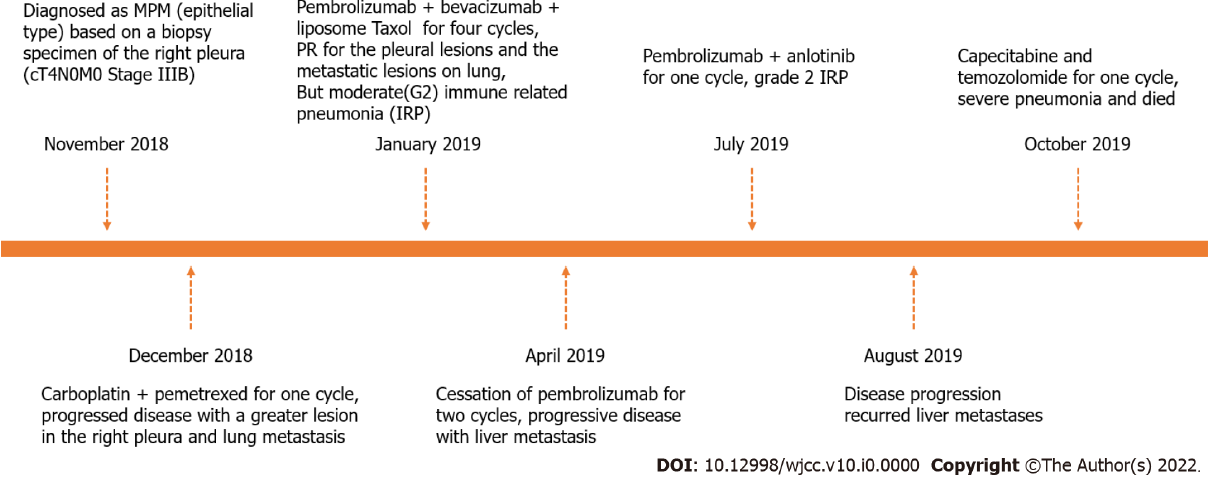 Diagnosed as MPM (epithelial
type) based on a biopsy
specimen of the right pleura
(cT4N0M0 Stage IIIB)
November 2018
Pembrolizumab + bevacizumab +
liposome Taxol for four cycles,
PR for the pleural lesions and the
metastatic lesions on lung,
But moderate(G2) immune related
pneumonia (IRP)
January 2019
Pembrolizumab + anlotinib
for one cycle, grade 2 IRP
July 2019
Capecitabine and
temozolomide for one cycle,
severe pneumonia and died
October 2019
December 2018
Carboplatin + pemetrexed for one cycle,
progressed disease with a greater lesion
in the right pleura and lung metastasis
April 2019
Cessation of pembrolizumab for
two cycles, progressive disease
with liver metastasis
August 2019
Disease progression
recurred liver metastases
DOI: 10.12998/wjcc.v10.i0.0000 Copyright ©The Author(s) 2022.